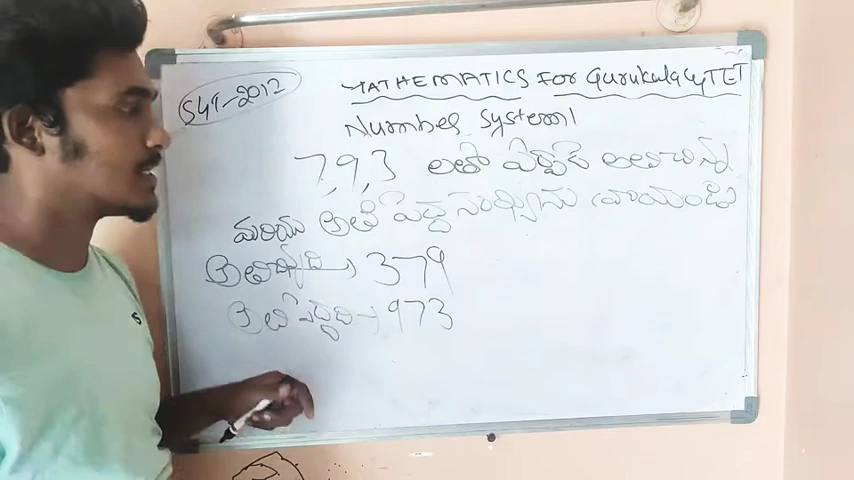 SGT-2012
MATHEMATICS For Gurukula, TET
Number System
7,9,3 లతో ఏర్పడే అతిచిన్న
మరియు అతి పెద్ద సంఖ్యను వ్రాయండి
అతిచిన్నది → 379
అతి పెద్దది → 973